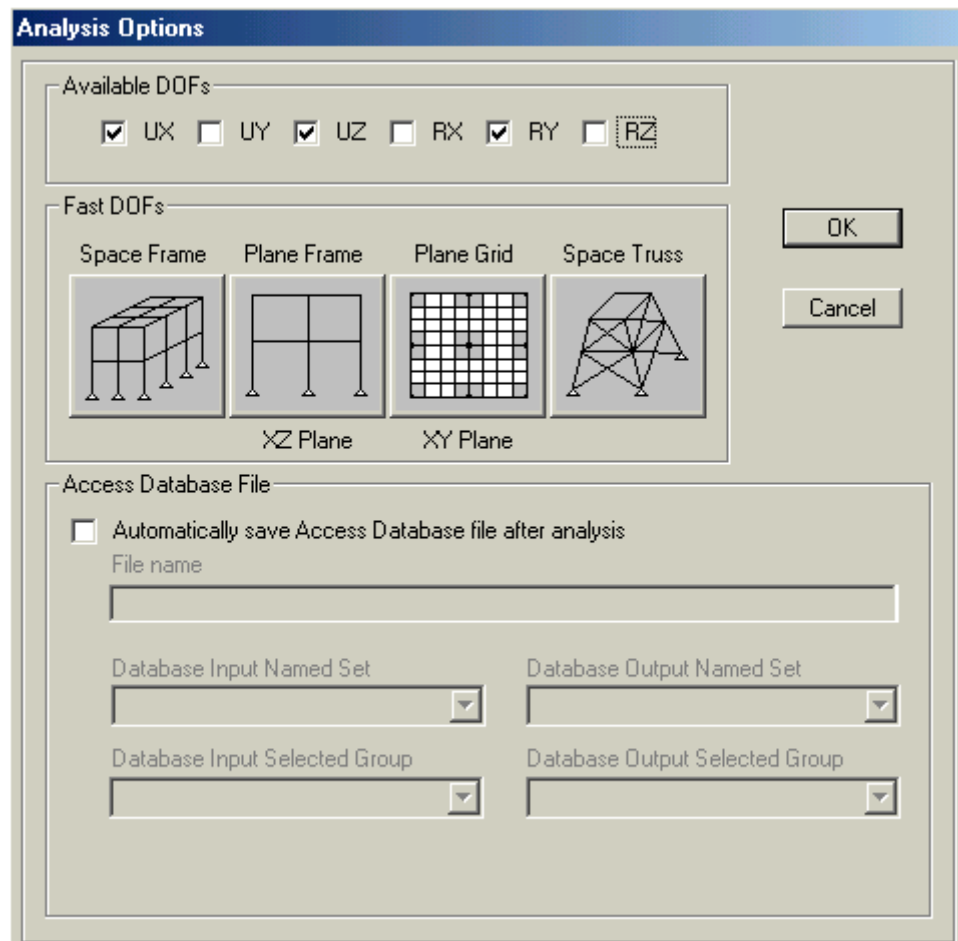 Analysis Options
Available DOFs
UX UY UZ RX RY RZ
Fast DOFs
Space Frame Plane Frame Plane Grid Space Truss
XZ Plane XY Plane
OK
Cancel
Access Database File
Automatically save Access Database file after analysis
File name
Database Input Named Set Database Output Named Set
Database Input Selected Group Database Output Selected Group